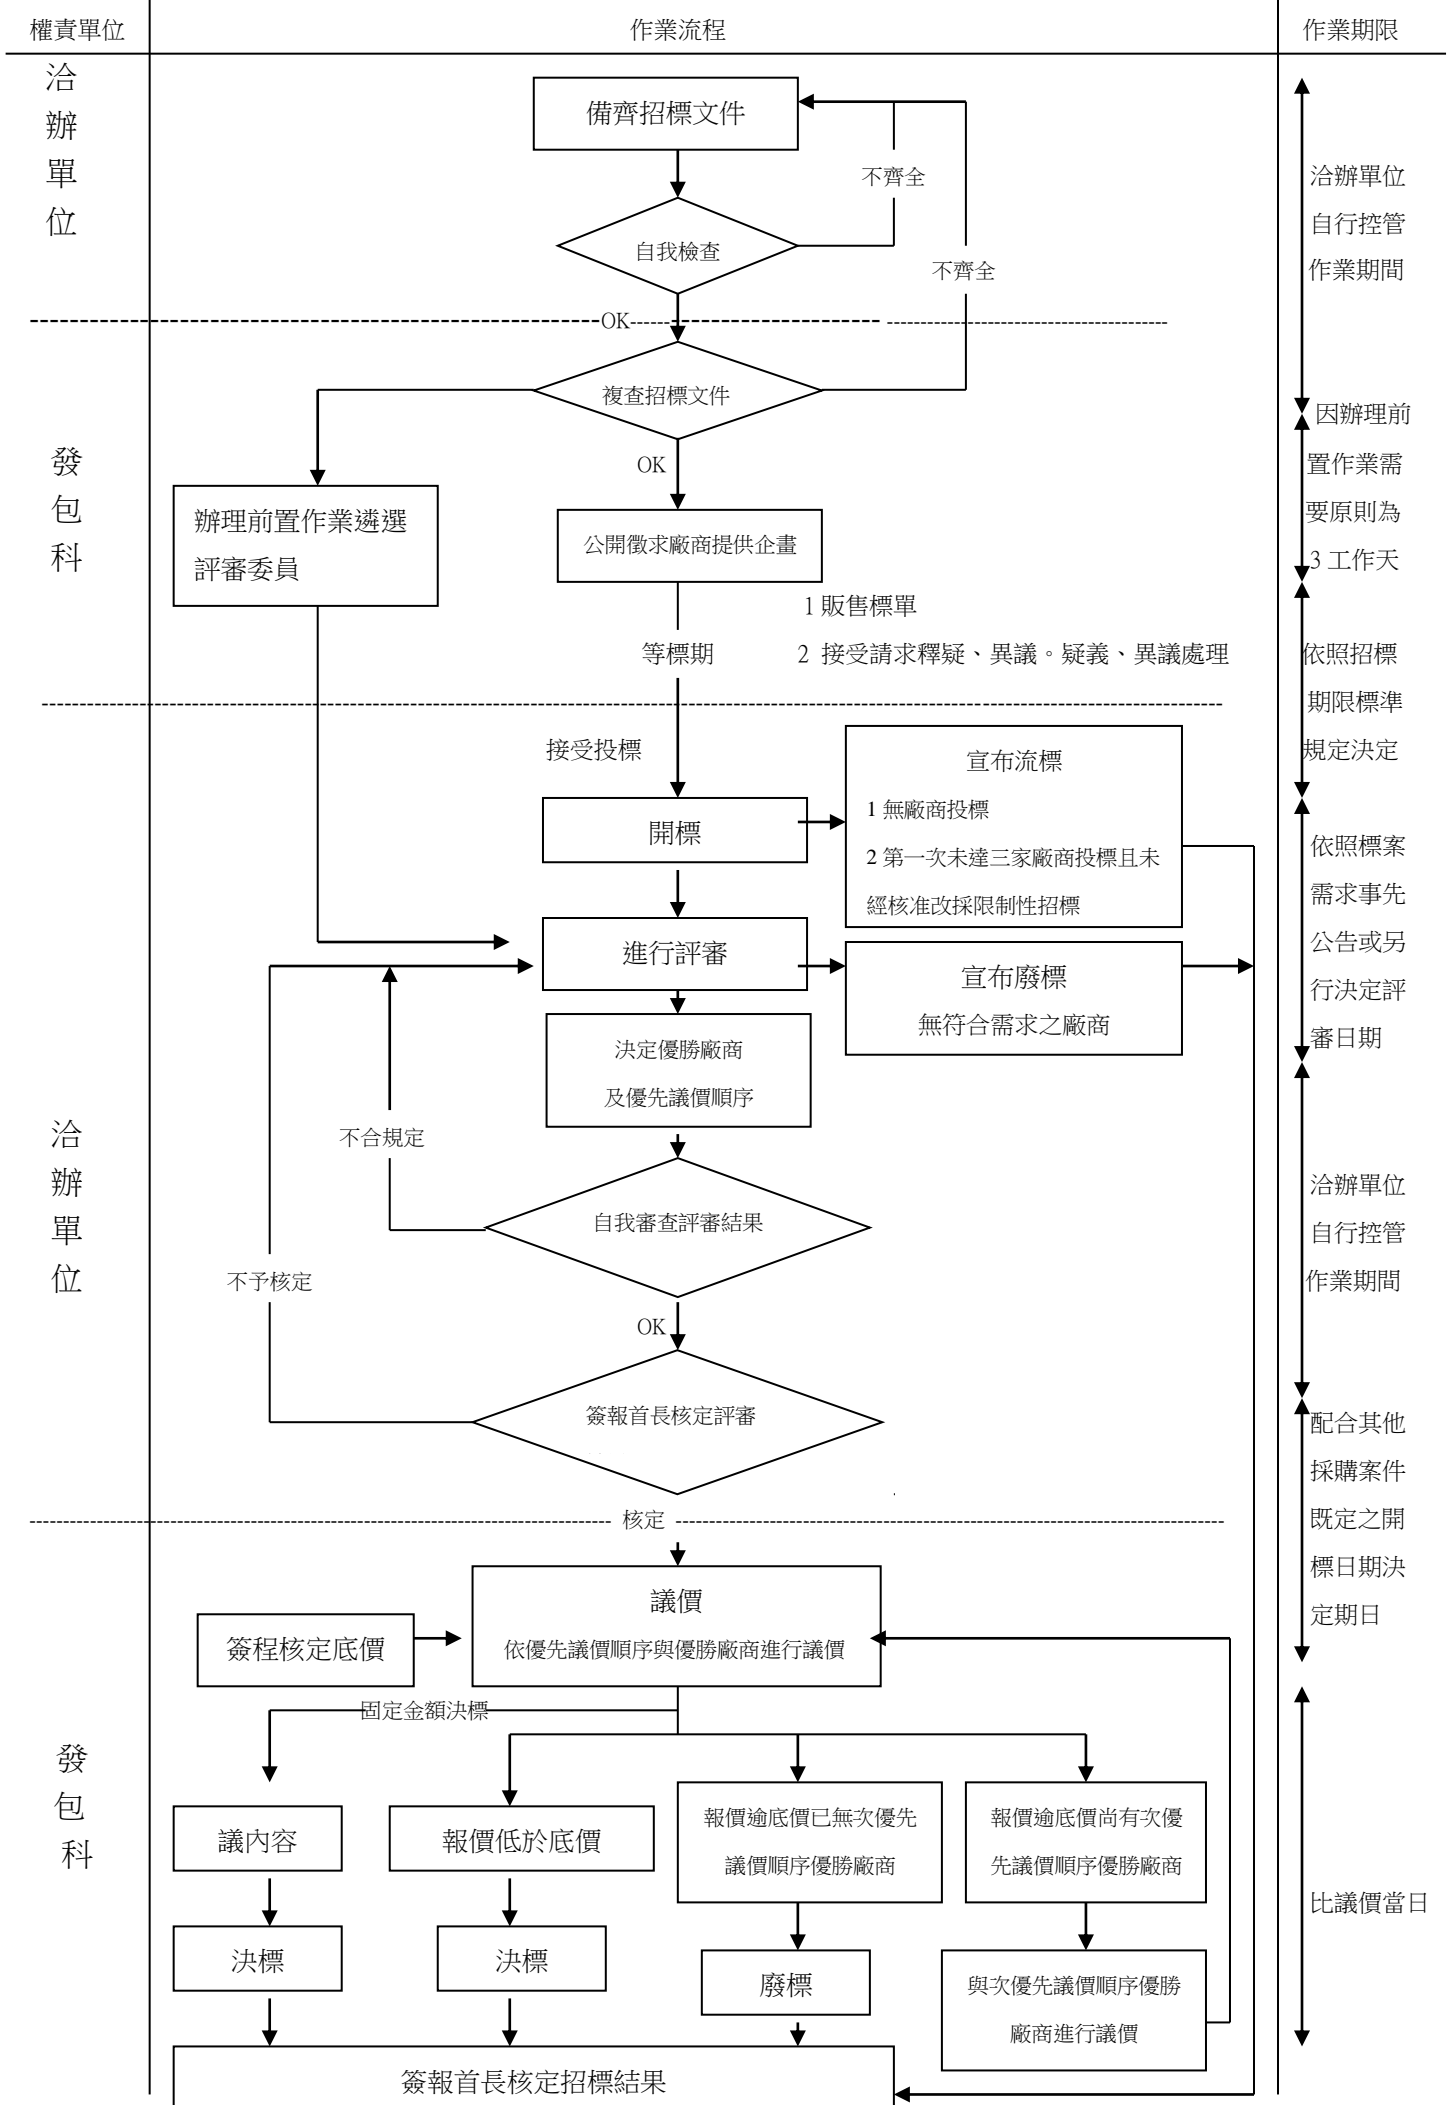 權責單位
作業流程
作業期限
洽
辦
單
位
備齊招標文件
不齊全
自我檢查
不齊全
洽辦單位
自行控管
作業期間
OK
複查招標文件
OK
發
包
科
辦理前置作業遴選
評審委員
公開徵求廠商提供企畫
因辦理前
置作業需
要原則為
3 工作天
1 販售標單
等標期
2 接受請求釋疑、異議。疑義、異議處理
依照招標
期限標準
規定決定
接受投標
宣布流標
1 無廠商投標
2 第一次未達三家廠商投標且未
經核准改採限制性招標
開標
進行評審
宣布廢標
無符合需求之廠商
依照標案
需求事先
公告或另
行決定評
審日期
決定優勝廠商
及優先議價順序
不合規定
洽
辦
單
位
自我審查評審結果
不予核定
OK
洽辦單位
自行控管
作業期間
簽報首長核定評審
核定
配合其他
採購案件
既定之開
標日期決
定期日
議價
依優先議價順序與優勝廠商進行議價
簽程核定底價
固定金額決標
發
包
科
議內容
報價低於底價
報價逾底價已無次優先
議價順序優勝廠商
報價逾底價尚有次優
先議價順序優勝廠商
比議價當日
決標
決標
廢標
與次優先議價順序優勝
廠商進行議價
簽報首長核定招標結果